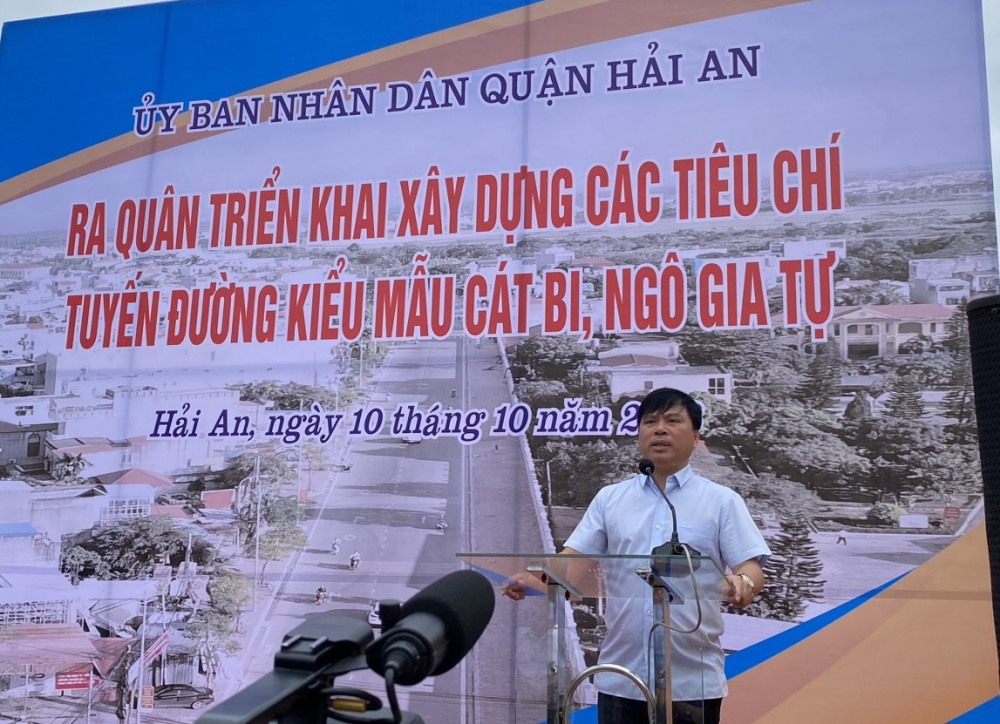 ỦY BAN NHÂN DÂN QUẬN HẢI AN
RA QUÂN TRIỂN KHAI XÂY DỰNG CÁC TIÊU CHÍ
TUYẾN ĐƯỜNG KIỂU MẪU CÁT BI, NGÔ GIA TỰ
Hải An, ngày 10 tháng 10 năm 2